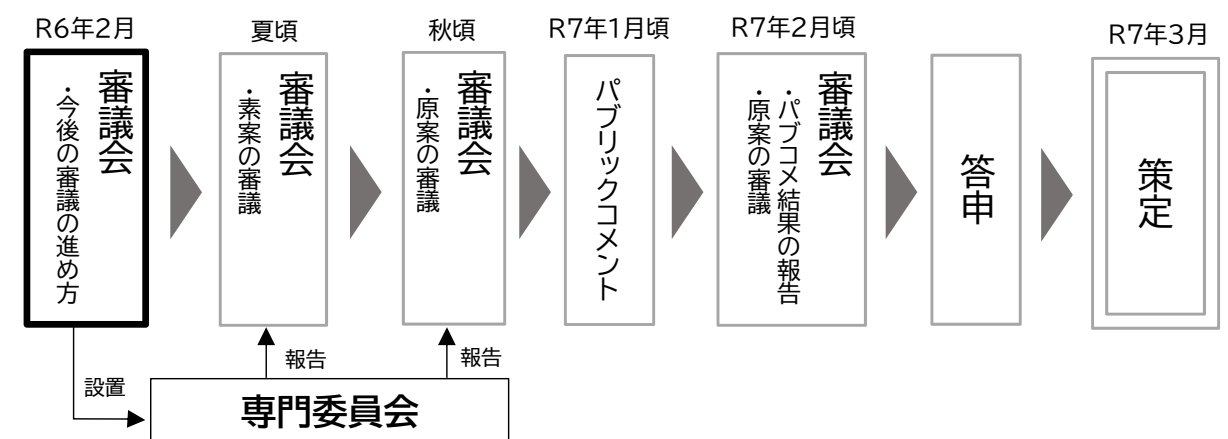 R6年2月
審議会
・今後の審議の進め方
夏頃
審議会
・素案の審議
秋頃
審議会
・原案の審議
R7年1月頃
パブリックコメント
R7年2月頃
審議会
・パブコメ結果の報告
・原案の審議
答申
R7年3月
策定
設置
報告
報告
専門委員会